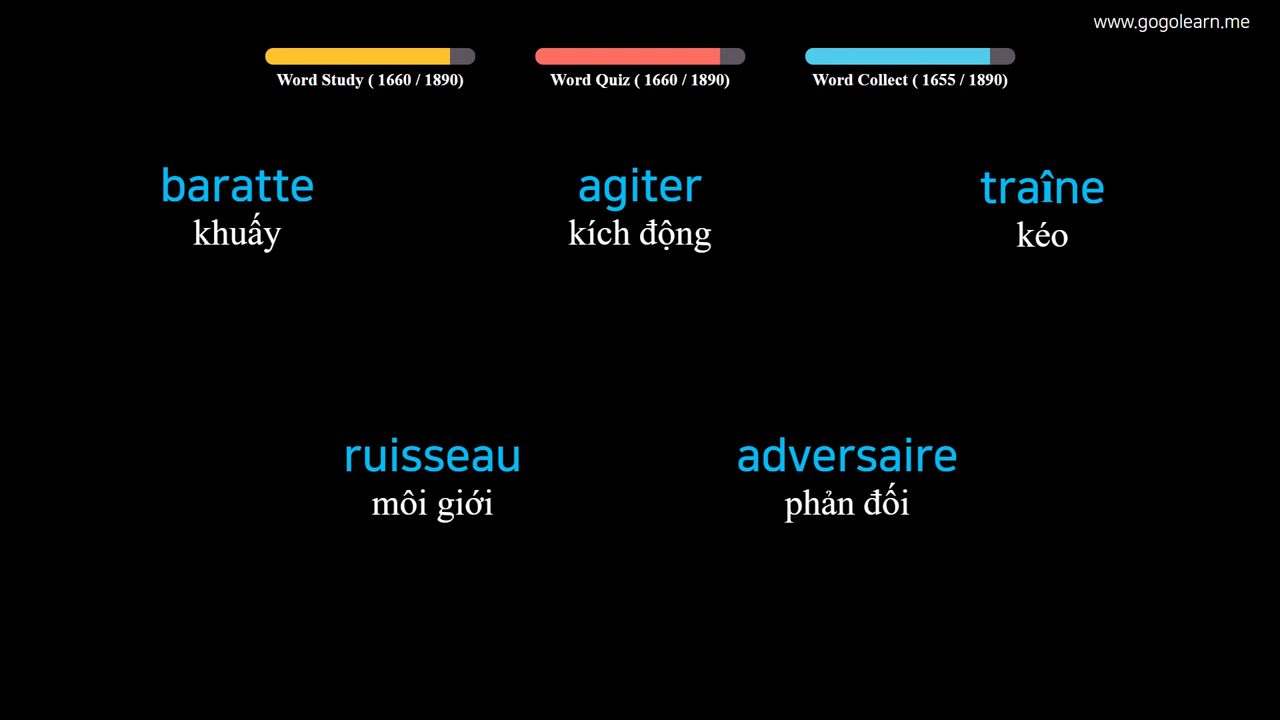 www.gogolearn.me
Word Study ( 1660 / 1890)
Word Quiz ( 1660 / 1890)
Word Collect ( 1655 / 1890)
baratte
khuấy
agiter
kích động
traîne
kéo
ruisseau
môi giới
adversaire
phản đối